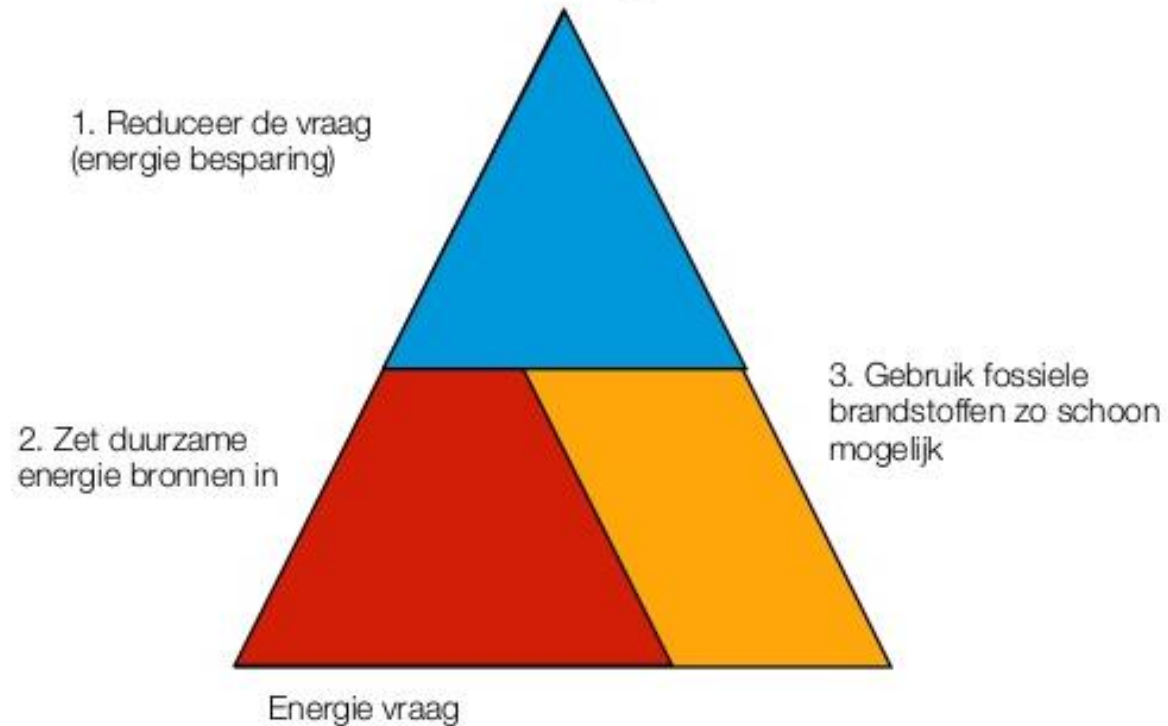 1. Reduceer de vraag
(energie besparing)
2. Zet duurzame
energie bronnen in
3. Gebruik fossiele
brandstoffen zo schoon
mogelijk
Energie vraag